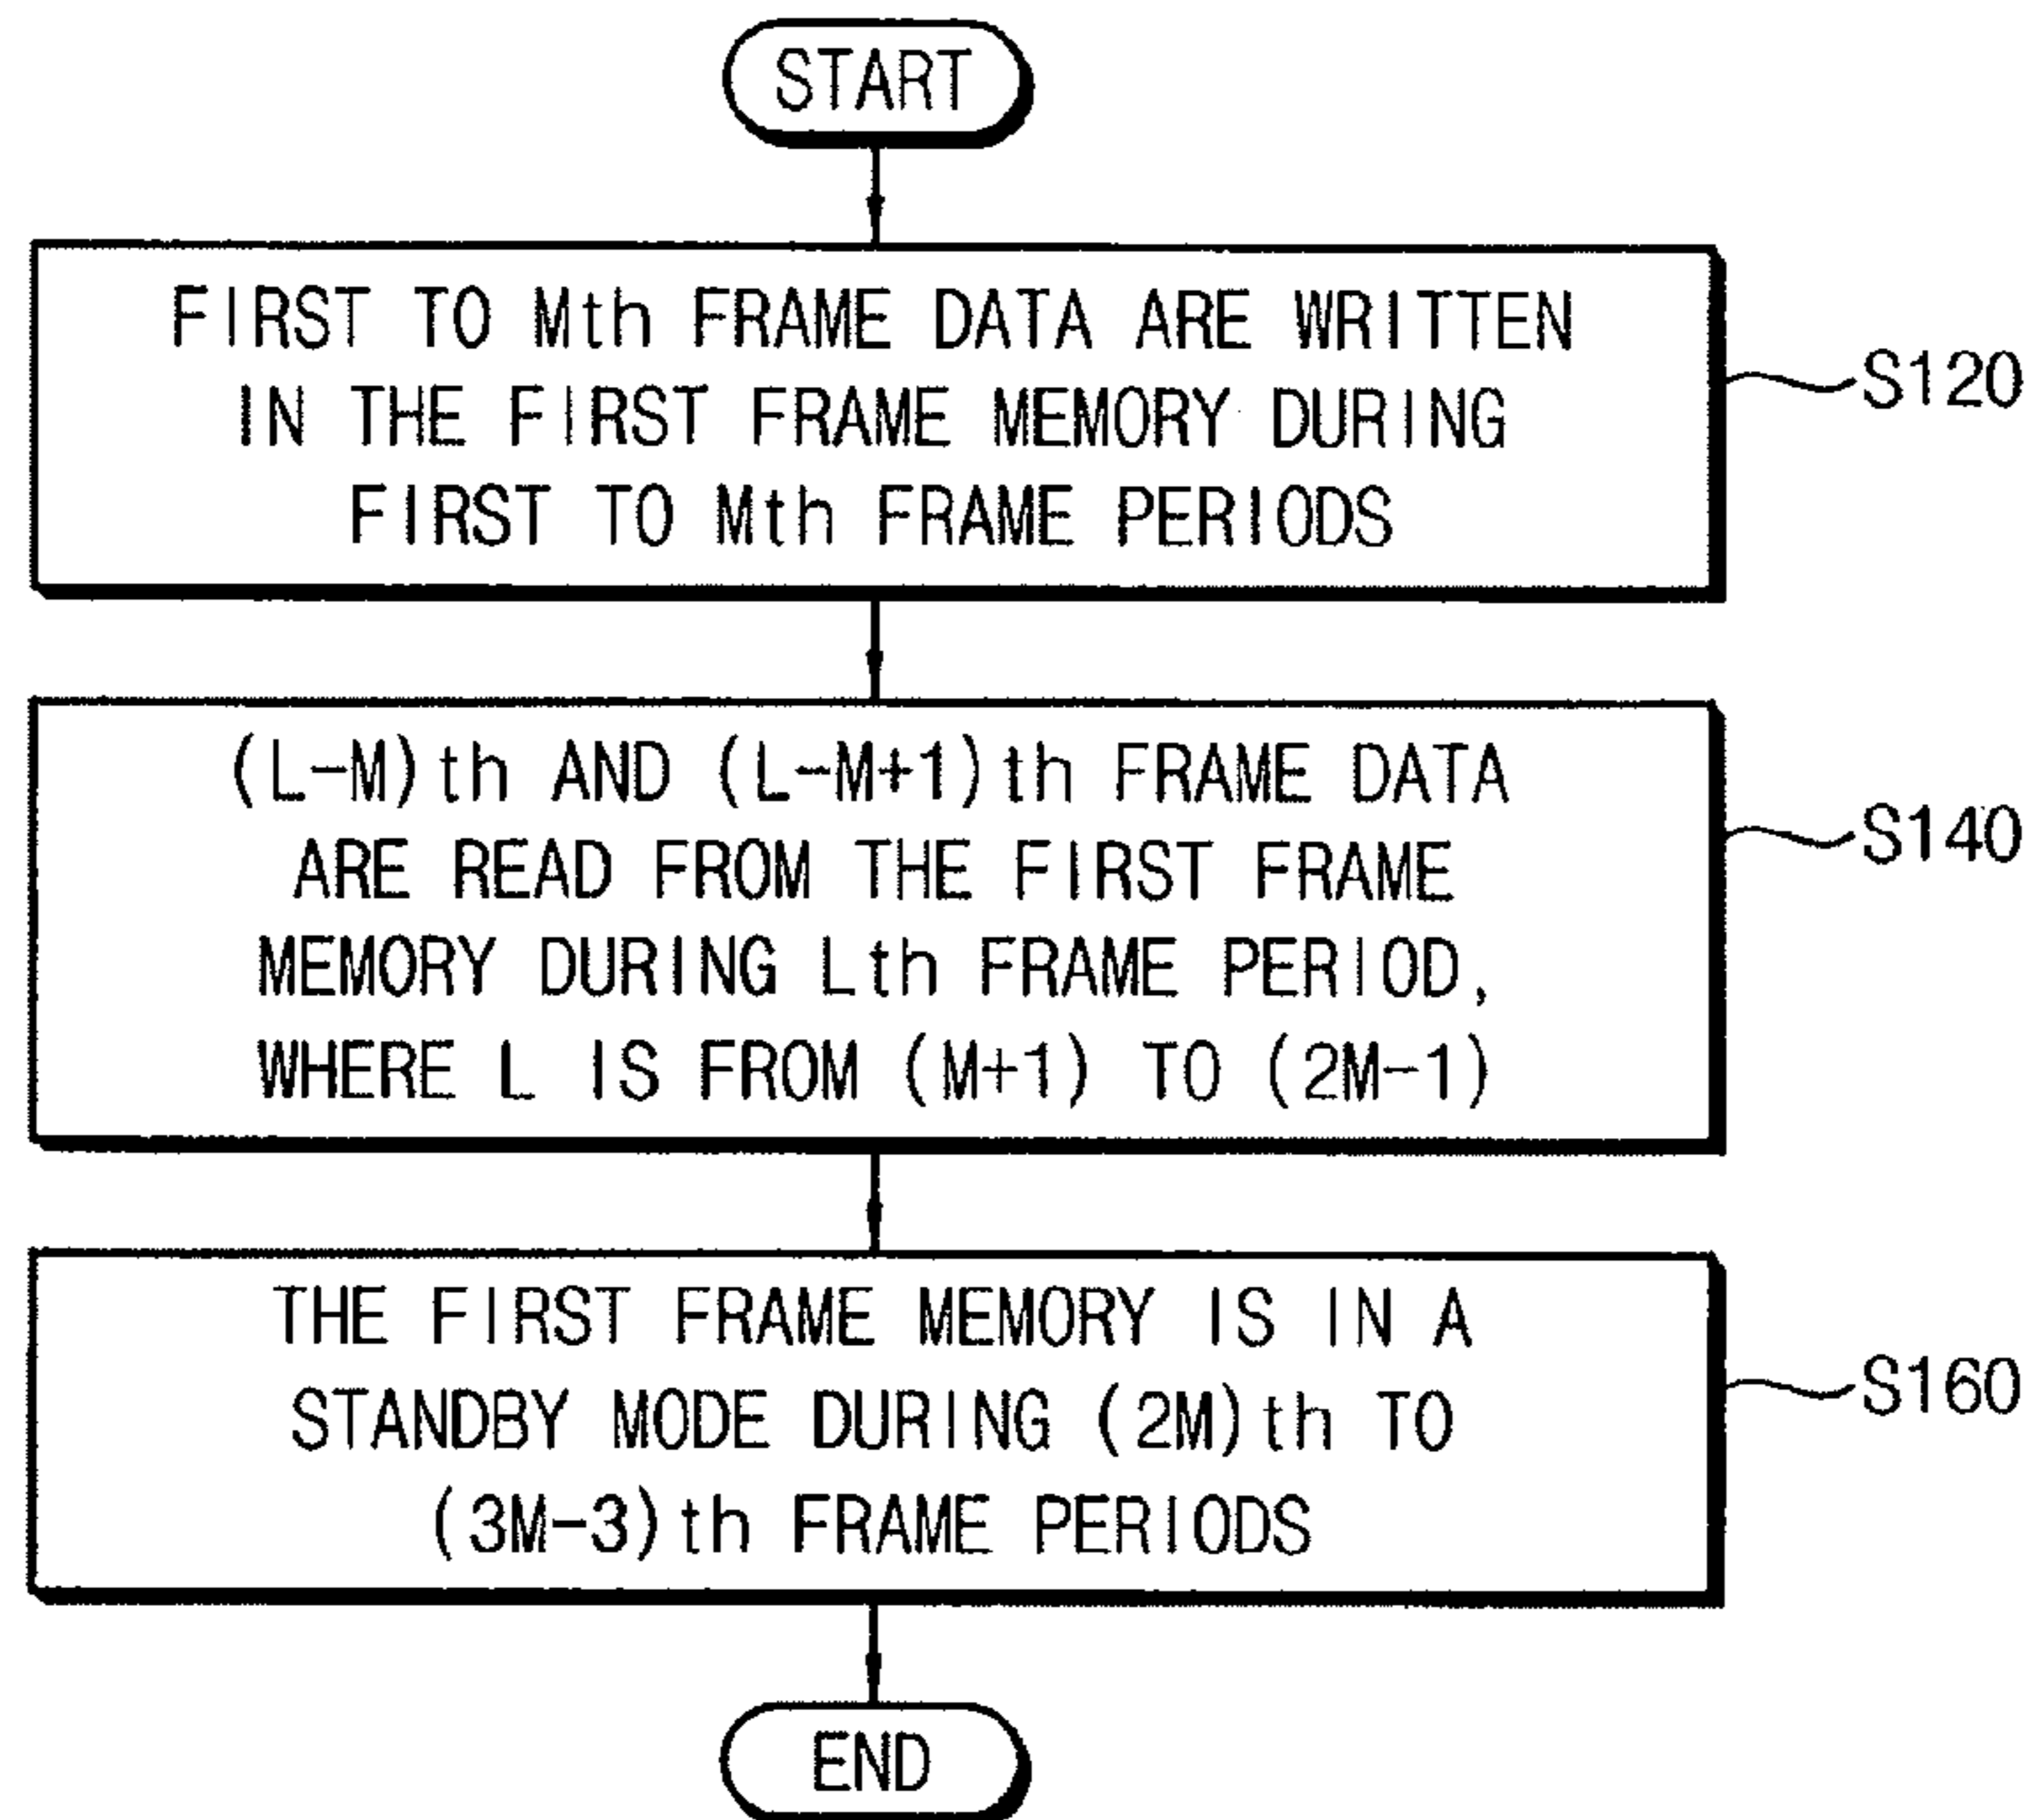 START
FIRST TO Mth FRAME DATA ARE WRITTEN
IN THE FIRST FRAME MEMORY DURING
FIRST TO Mth FRAME PERIODS
S120
(L-M)th AND (L-M+1)th FRAME DATA
ARE READ FROM THE FIRST FRAME
MEMORY DURING Lth FRAME PERIOD,
WHERE L IS FROM (M+1) TO (2M-1)
S140
THE FIRST FRAME MEMORY IS IN A
STANDBY MODE DURING (2M)th TO
(3M-3)th FRAME PERIODS
S160
END